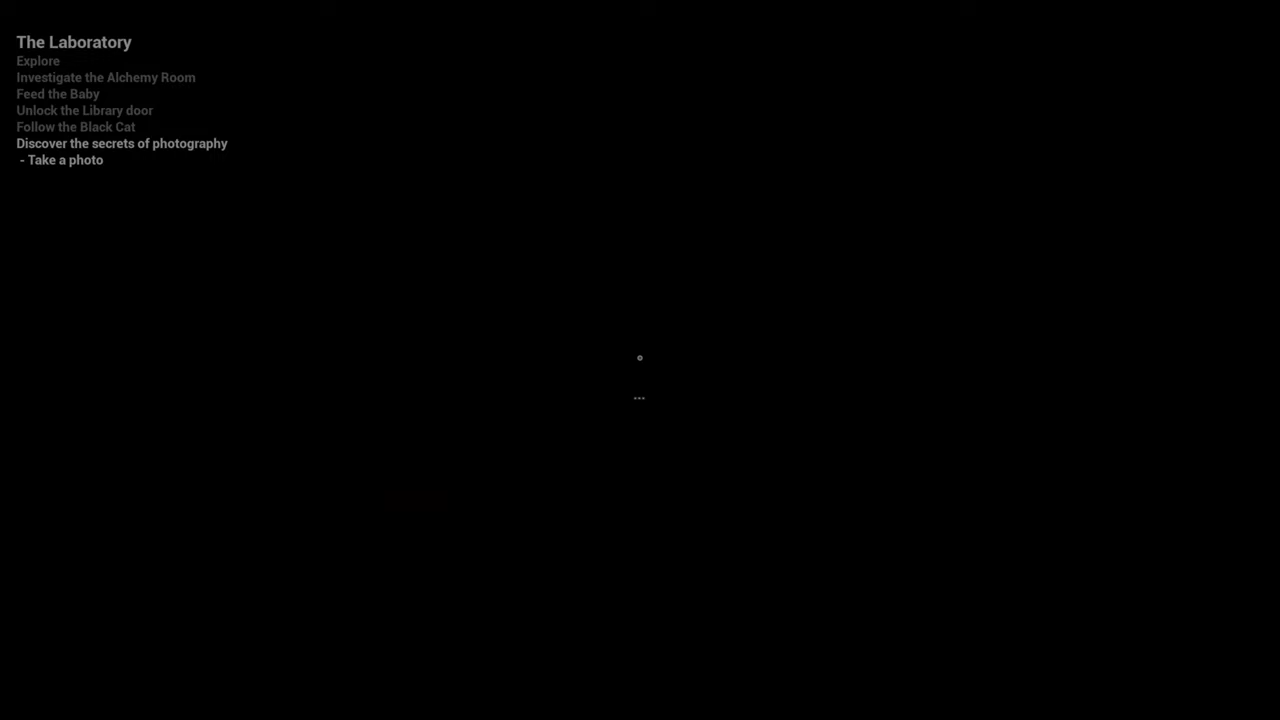 The Laboratory
Explore
Investigate the Alchemy Room
Feed the Baby
Unlock the Library door
Follow the Black Cat
Discover the secrets of photography
- Take a photo
...